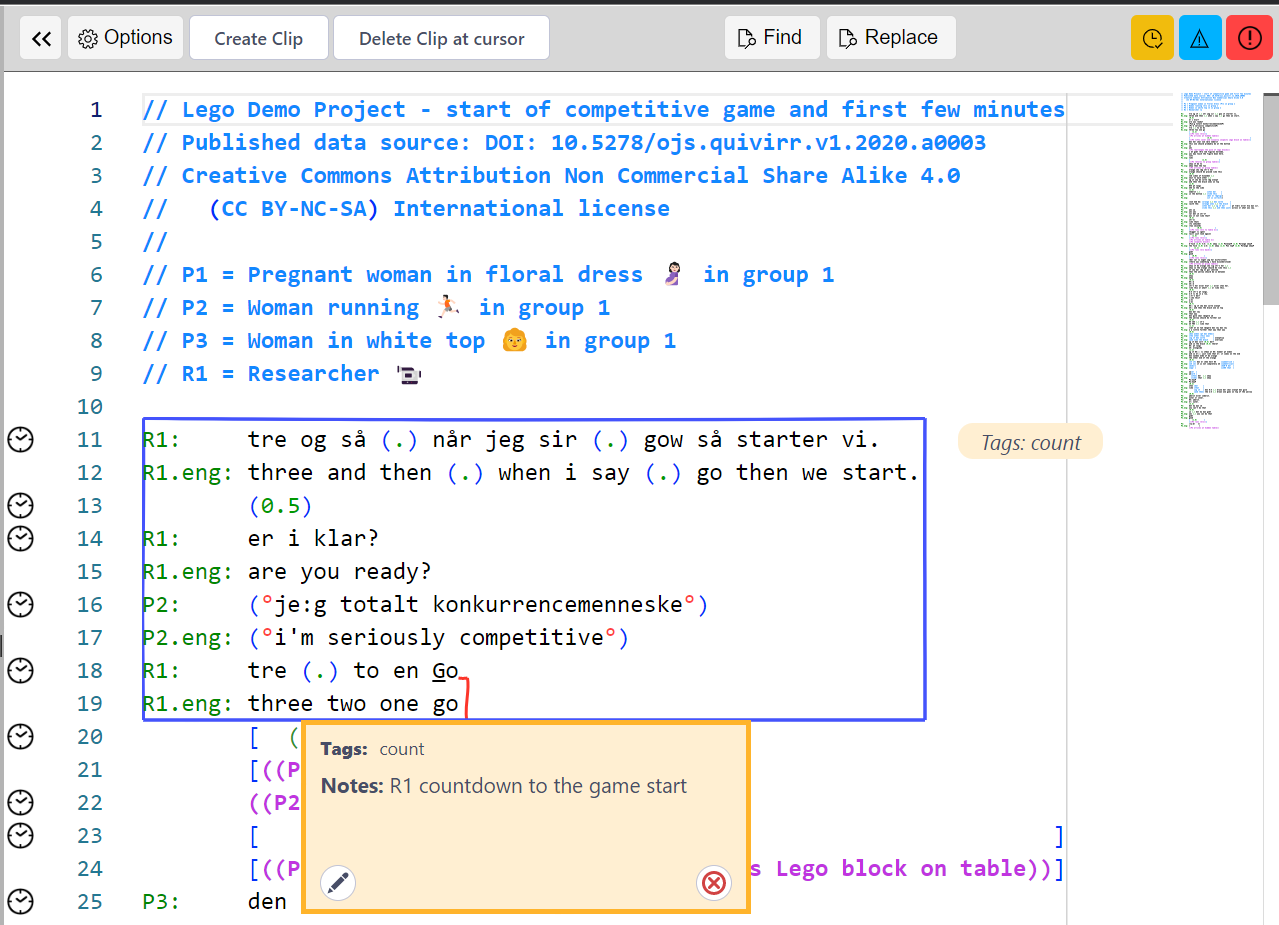 Options Create Clip Delete Clip at cursor Find Replace
1 // Lego Demo Project - start of competitive game and first few minutes
2 // Published data source: DOI: 10.5278/ojs.quivirr.v1.2020.a0003
3 // Creative Commons Attribution Non Commercial Share Alike 4.0
4 //   (CC BY-NC-SA) International license
5 //
6 // P1 = Pregnant woman in floral dress 🤰🏻 in group 1
7 // P2 = Woman running 🏃🏻 in group 1
8 // P3 = Woman in white top 👩‍🦱 in group 1
9 // R1 = Researcher 📹
10
11 R1:     tre og så (.) når jeg sir (.) gow så starter vi.
Tags: count
12 R1.eng: three and then (.) when i say (.) go then we start.
13         (0.5)
14 R1:     er i klar?
15 R1.eng: are you ready?
16 P2:     (°je:g totalt konkurrencemenneske°)
17 P2.eng: (°i'm seriously competitive°)
18 R1:     tre (.) to en Go
19 R1.eng: three two one go
20         [  (
21         [((P
22         ((P2
23         [ ]
24         [((P s Lego block on table))]
25 P3:     den
Tags: count
Notes: R1 countdown to the game start